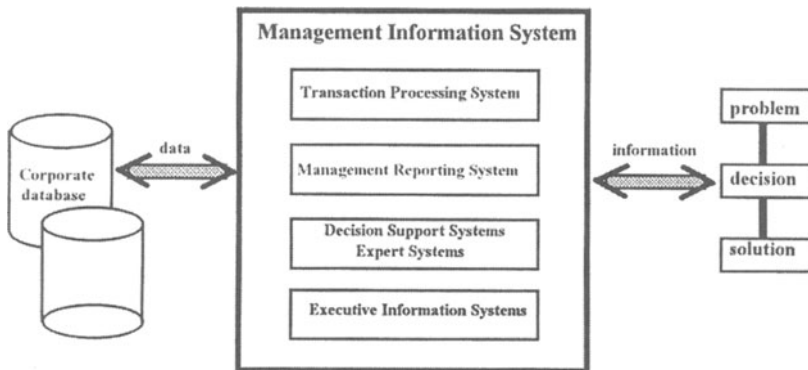 Management Information System
Transaction Processing System
data
Corporate
database
Management Reporting System
Decision Support Systems
Expert Systems
Executive Information Systems
information
problem
decision
solution